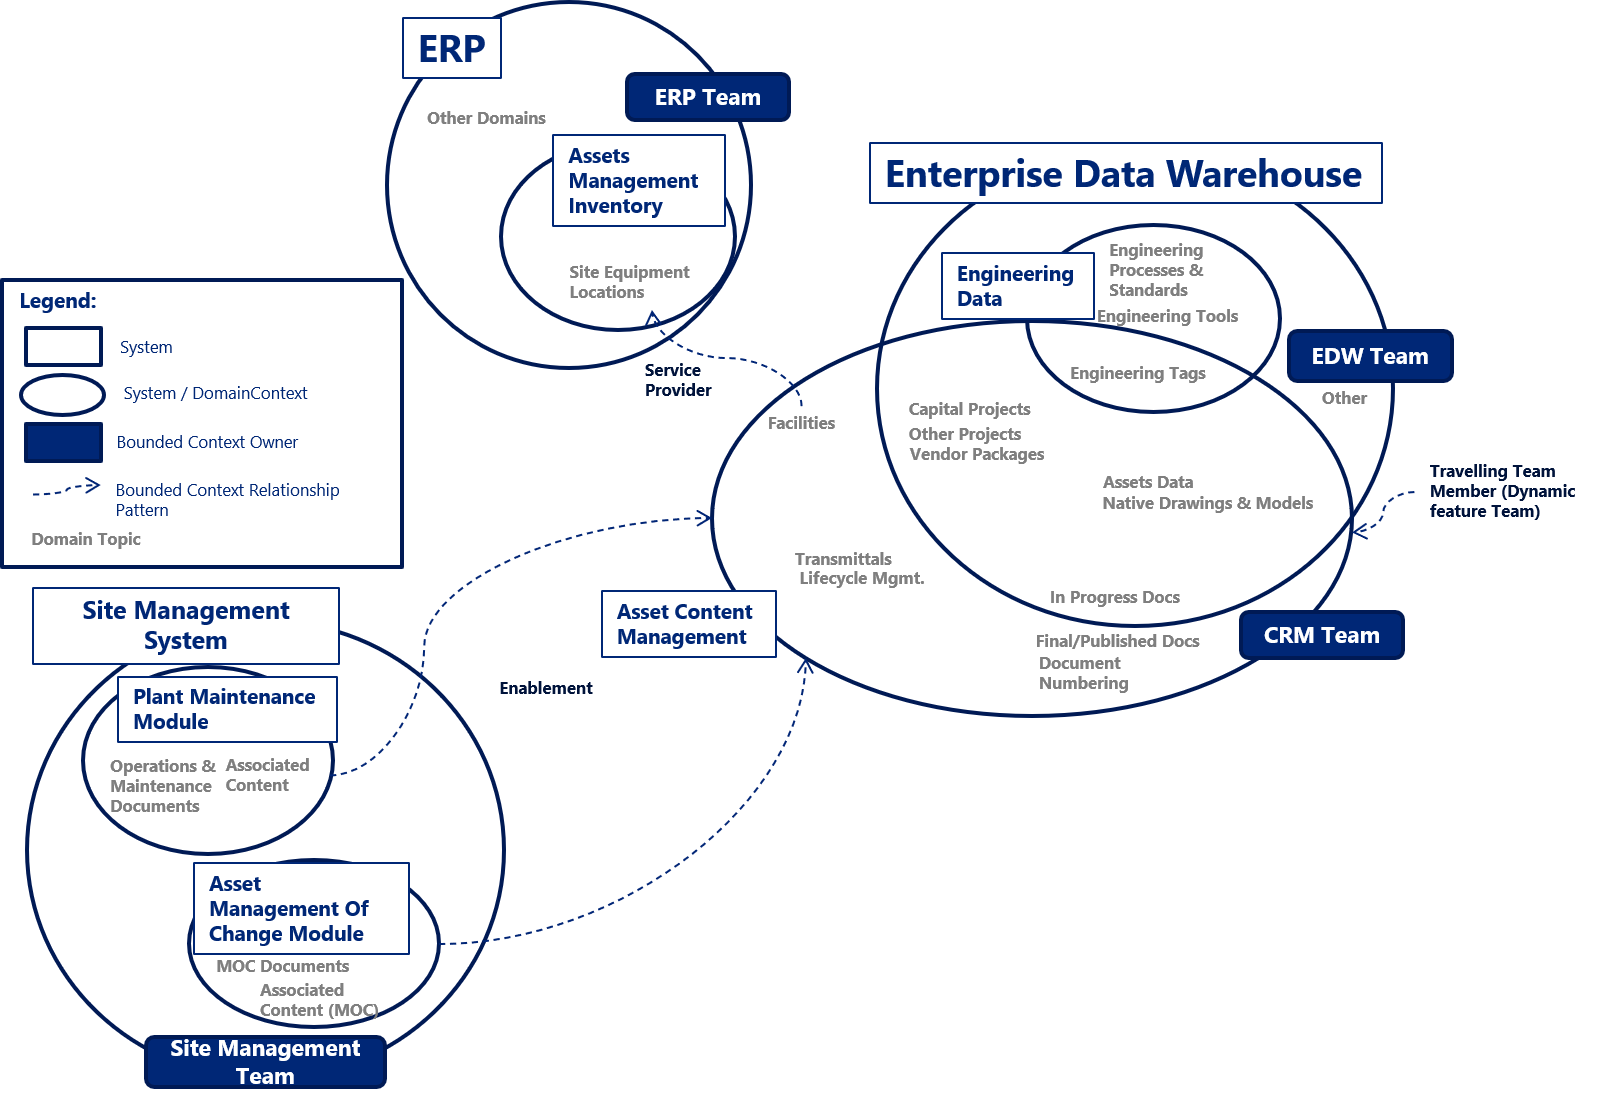 ERP
ERP Team
Other Domains
Assets
Management
Inventory
Site Equipment
Locations
Enterprise Data Warehouse
Engineering
Data
Engineering
Processes &
Standards
Engineering Tools
Engineering Tags
EDW Team
Other
Service
Provider
Facilities
Capital Projects
Other Projects
Vendor Packages
Assets Data
Native Drawings & Models
Travelling Team
Member (Dynamic
feature Team)
Transmittals
Lifecycle Mgmt.
In Progress Docs
Asset Content
Management
CRM Team
Final/Published Docs
Document
Numbering
Enablement
Legend:
System
System / DomainContext
Bounded Context Owner
Bounded Context Relationship
Pattern
Domain Topic
Site Management
System
Plant Maintenance
Module
Operations &
Maintenance
Documents
Associated
Content
Asset
Management Of
Change Module
MOC Documents
Associated
Content (MOC)
Site Management
Team